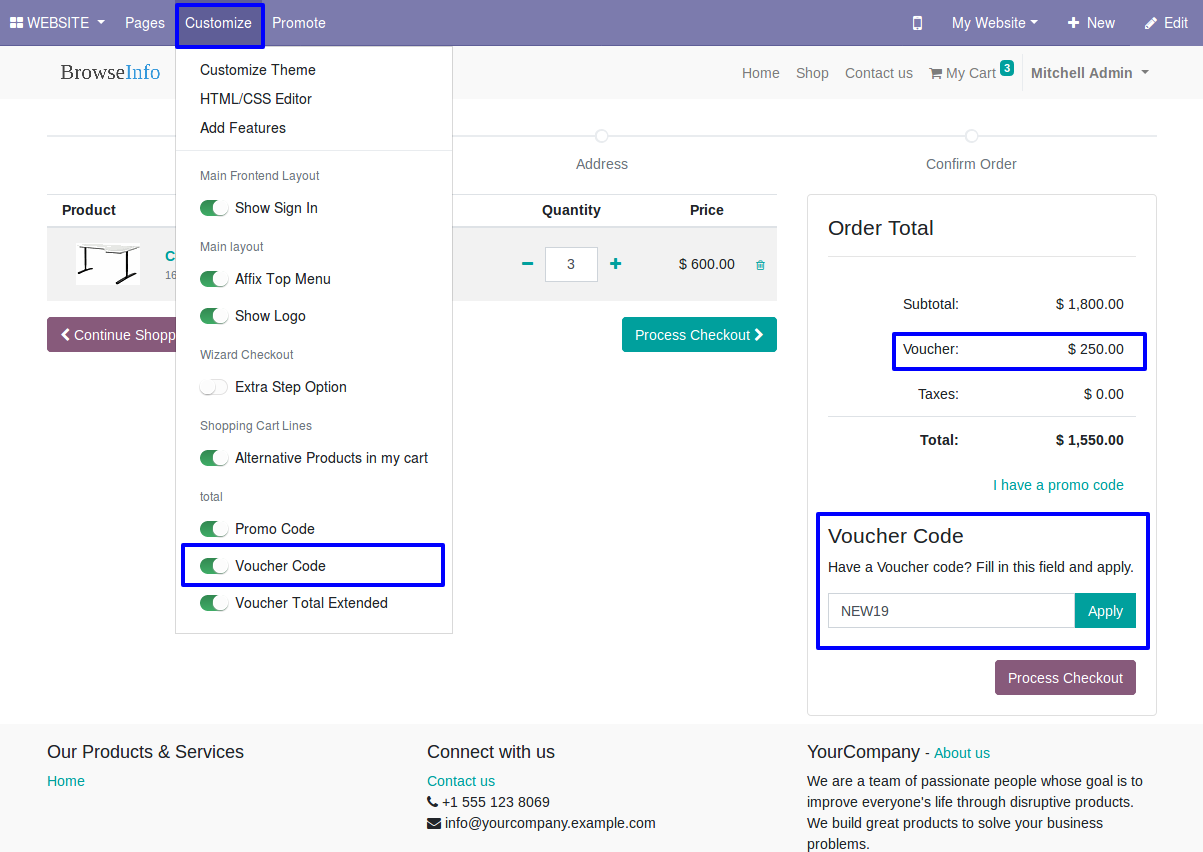 WEBSITE Pages Customize Promote My Website New Edit
BrowseInfo Home Shop Contact us My Cart 3 Mitchell Admin
Customize Theme
HTML/CSS Editor
Add Features
Main Frontend Layout
Show Sign In
Main layout
Affix Top Menu
Show Logo
Wizard Checkout
Extra Step Option
Shopping Cart Lines
Alternative Products in my cart
total
Promo Code
Voucher Code
Voucher Total Extended
Address Confirm Order
Product Quantity Price
C 3 $ 600.00
16
Continue Shopp Process Checkout
Order Total
Subtotal: $ 1,800.00
Voucher: $ 250.00
Taxes: $ 0.00
Total: $ 1,550.00
I have a promo code
Voucher Code
Have a Voucher code? Fill in this field and apply.
NEW19 Apply
Process Checkout
Our Products & Services
Home
Connect with us
Contact us
+1 555 123 8069
info@yourcompany.example.com
YourCompany - About us
We are a team of passionate people whose goal is to
improve everyone's life through disruptive products.
We build great products to solve your business
problems.